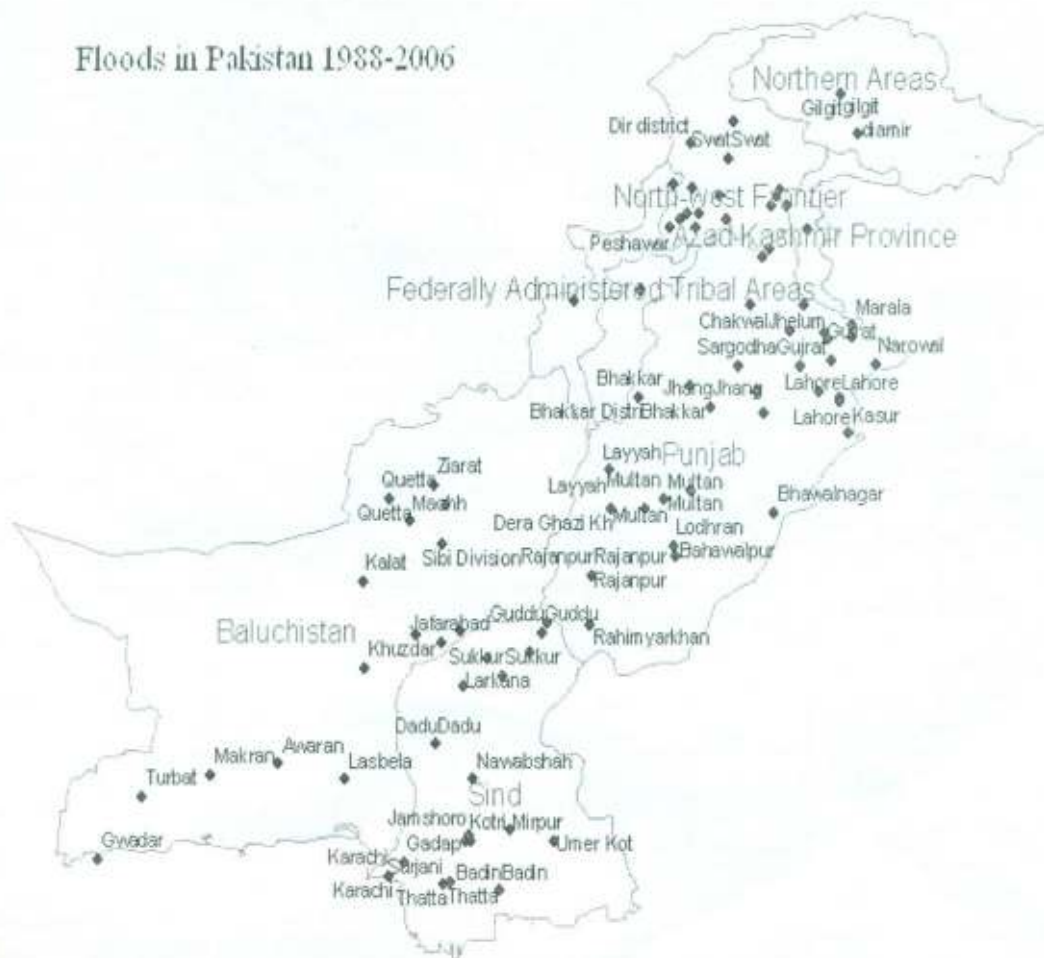 Floods in Pakistan 1988-2006
Northern Areas
Gilgitgilgit
diamir
Dir district
SwatSwat
North-west Frontier
Peshawar
Azad Kashmir Province
Federally Administered Tribal Areas
Marala
ChakwalJhelum
Gujrat
SargodhaGujrat
Narowal
Bhakkar
JhangJhang
LahoreLahore
Bhakkar DistriBhakkar
LahoreKasur
Layyah
Punjab
Ziarat
Quetta
Multan
Multan
Layyah
Machh
Multan
Bhawalnagar
Quetta
Dera Ghazi Kh
Multan
Lodhran
Sibi Division
RajanpurRajanpur
Bahawalpur
Kalat
Rajanpur
GudduGuddu
Jafarabad
Baluchistan
Rahimyarkhan
Khuzdar
SukkurSukkur
Larkana
DaduDadu
Awaran
Makran
Lasbela
Nawabshah
Turbat
Sind
Jamshoro
Kotri
Mirpur
Gadap
Umer Kot
Gwadar
Karachi
Surjani
BadinBadin
Karachi
Thatta
Thatta